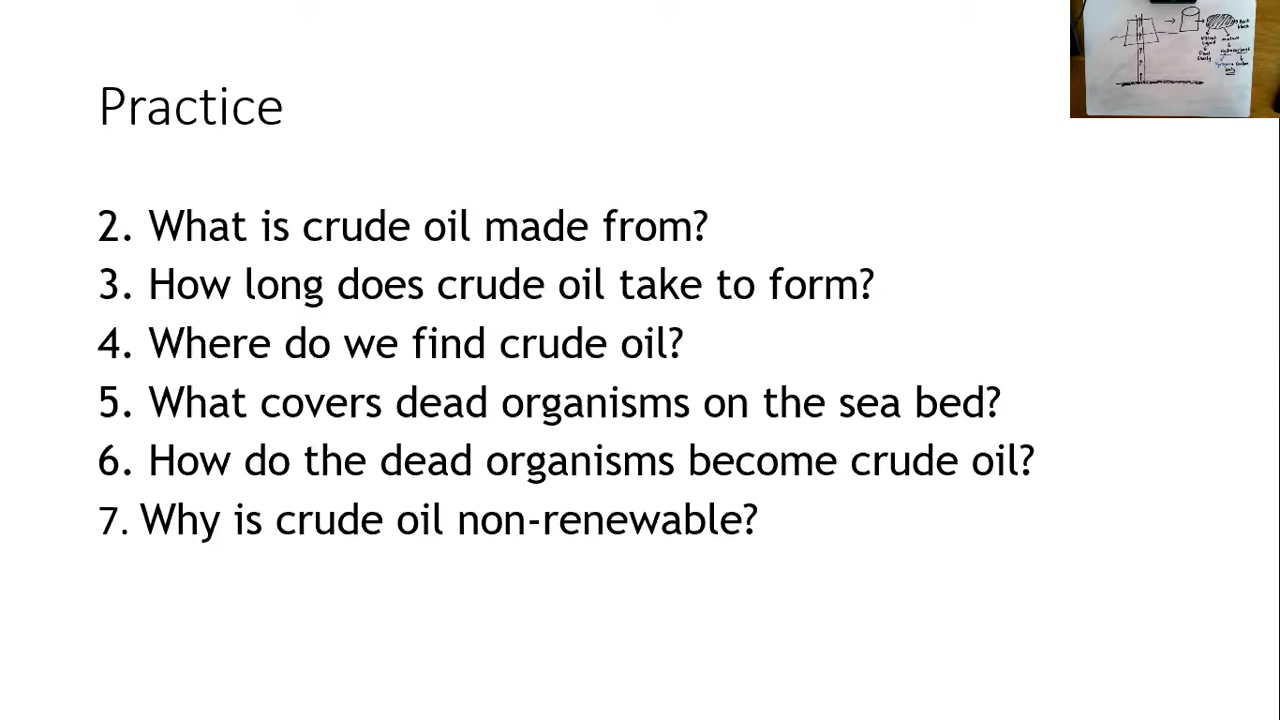 Practice
2. What is crude oil made from?
3. How long does crude oil take to form?
4. Where do we find crude oil?
5. What covers dead organisms on the sea bed?
6. How do the dead organisms become crude oil?
7. Why is crude oil non-renewable?